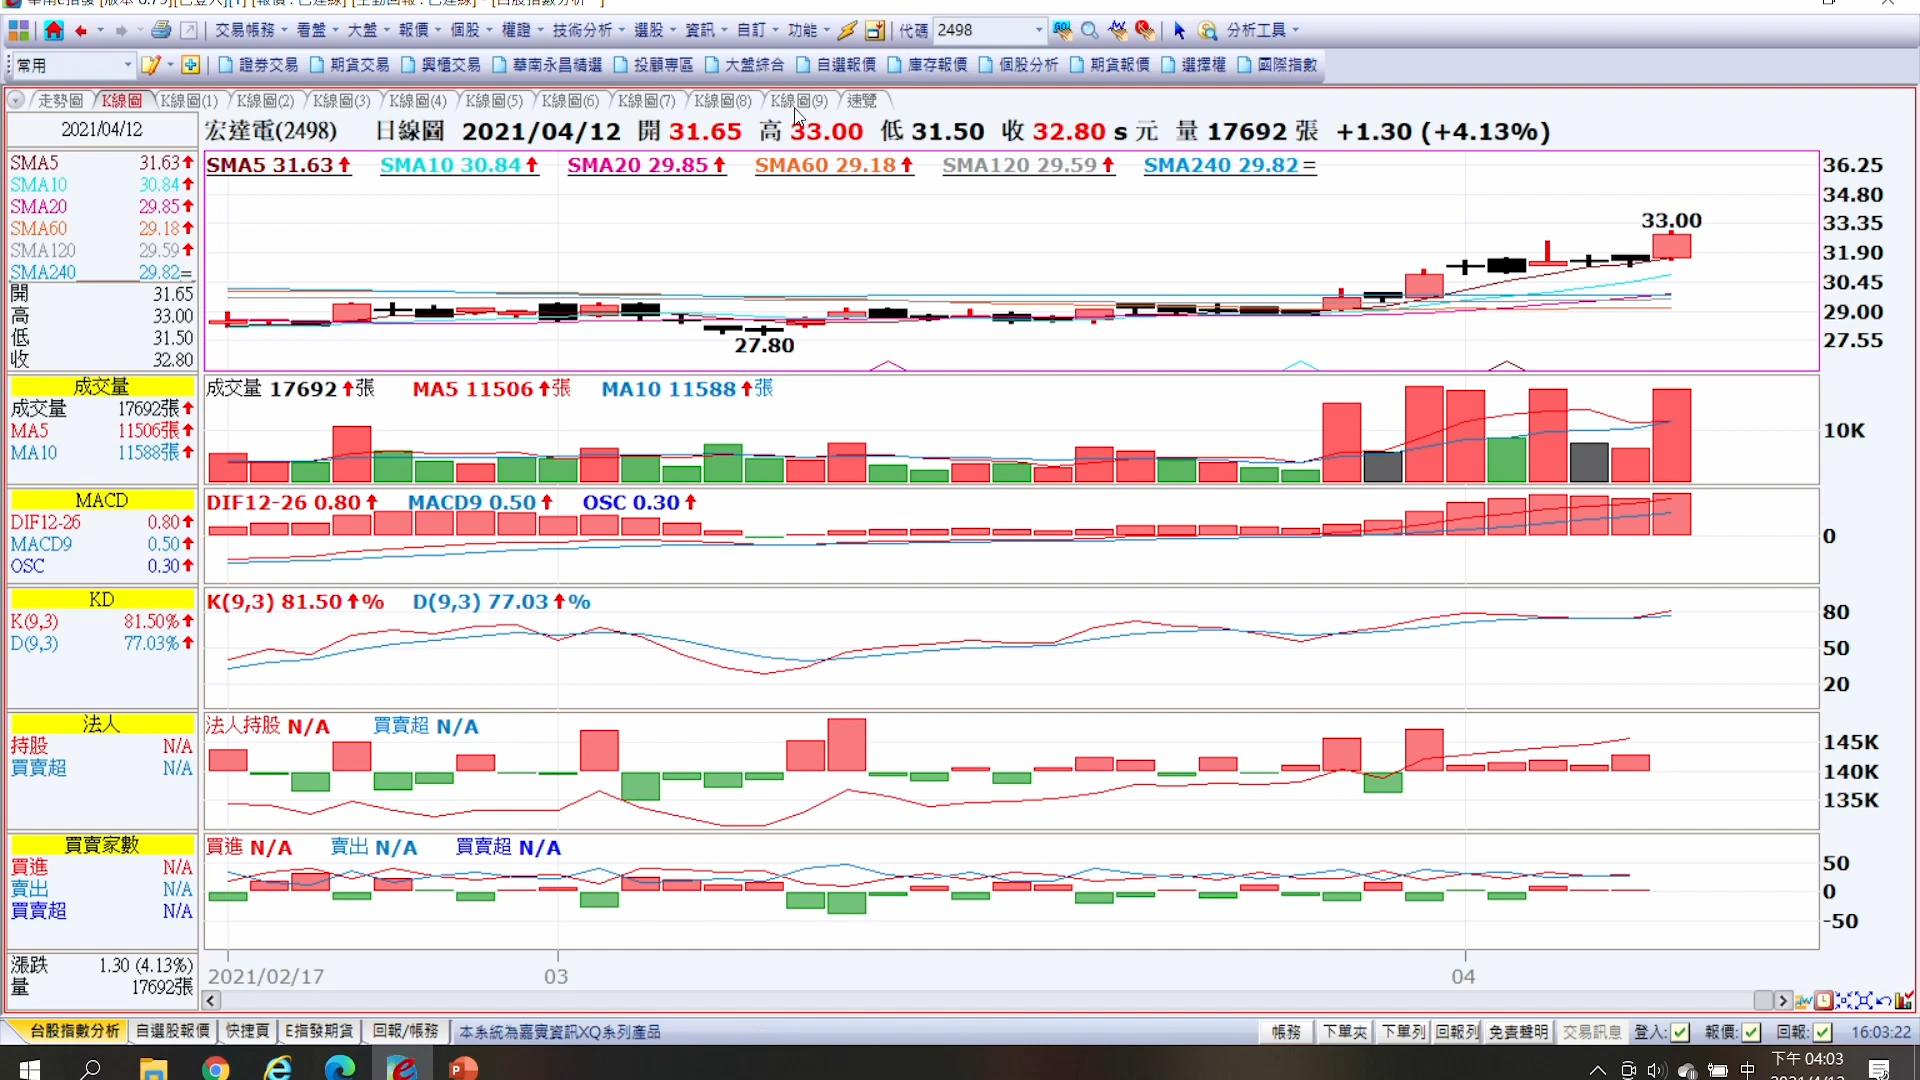 交易帳務 看盤 大盤 報價 個股 權證 技術分析 選股 資訊 自訂 功能 代碼 2498 分析工具
常用 證券交易 期貨交易 興櫃交易 華南永昌精選 投顧專區 大盤綜合 自選報價 庫存報價 個股分析 期貨報價 選擇權 國際指數
走勢圖 K線圖 K線圖(1) K線圖(2) K線圖(3) K線圖(4) K線圖(5) K線圖(6) K線圖(7) K線圖(8) K線圖(9) 速覽
2021/04/12
宏達電(2498) 日線圖 2021/04/12 開 31.65 高 33.00 低 31.50 收 32.80 s 元 量 17692 張 +1.30 (+4.13%)
SMA5 31.63
SMA10 30.84
SMA20 29.85
SMA60 29.18
SMA120 29.59
SMA240 29.82=
開 31.65
高 33.00
低 31.50
收 32.80
SMA5 31.63 SMA10 30.84 SMA20 29.85 SMA60 29.18 SMA120 29.59 SMA240 29.82 =
33.00
27.80
36.25
34.80
33.35
31.90
30.45
29.00
27.55
成交量
成交量 17692張
MA5 11506張
MA10 11588張
成交量 17692張 MA5 11506張 MA10 11588張
10K
MACD
DIF12-26 0.80
MACD9 0.50
OSC 0.30
DIF12-26 0.80 MACD9 0.50 OSC 0.30
0
KD
K(9,3) 81.50%
D(9,3) 77.03%
K(9,3) 81.50% D(9,3) 77.03%
80
50
20
法人
持股 N/A
買賣超 N/A
法人持股 N/A 買賣超 N/A
145K
140K
135K
買賣家數
買進 N/A
賣出 N/A
買賣超 N/A
買進 N/A 賣出 N/A 買賣超 N/A
50
0
-50
漲跌 1.30 (4.13%)
量 17692張
2021/02/17 03 04
台股指數分析 自選股報價 快捷頁 E指發期貨 回報/帳務 本系統為嘉實資訊XQ系列產品 帳務 下單夾 下單列 回報列 免責聲明 交易訊息 登入: 報價: 回報: 16:03:22
中 下午 04:03